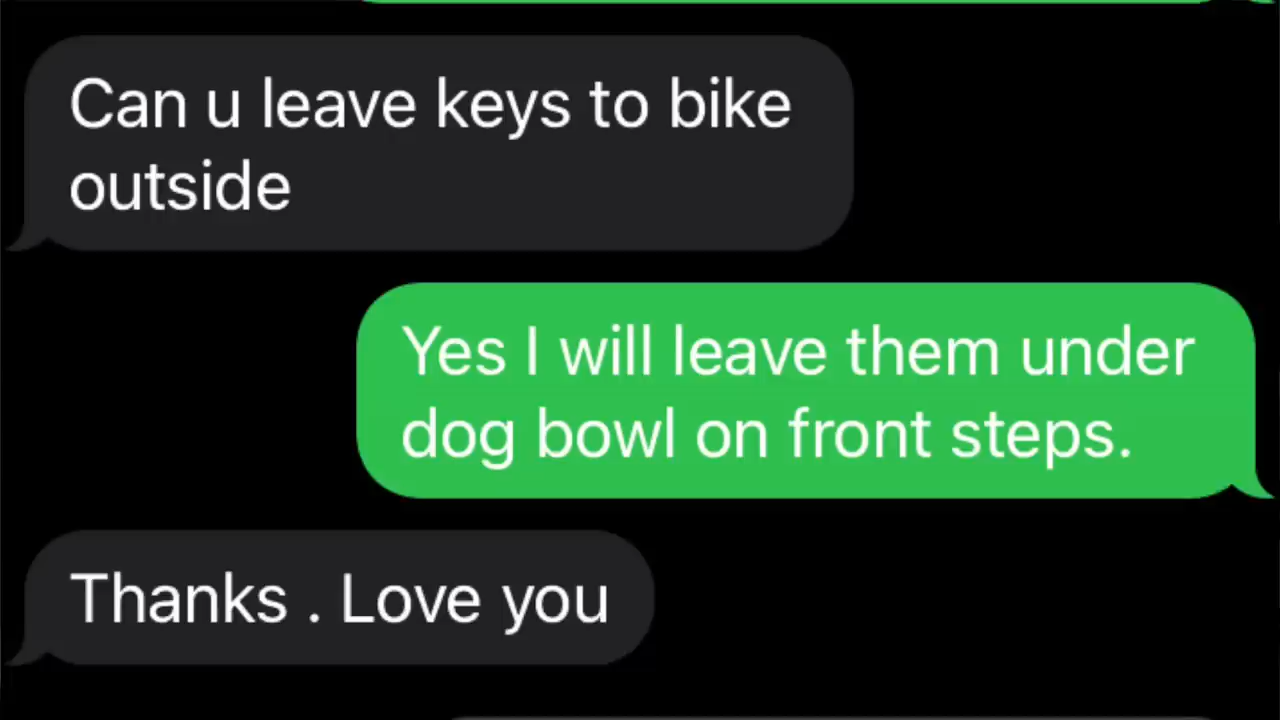 Can u leave keys to bike
outside
Yes I will leave them under
dog bowl on front steps.
Thanks . Love you